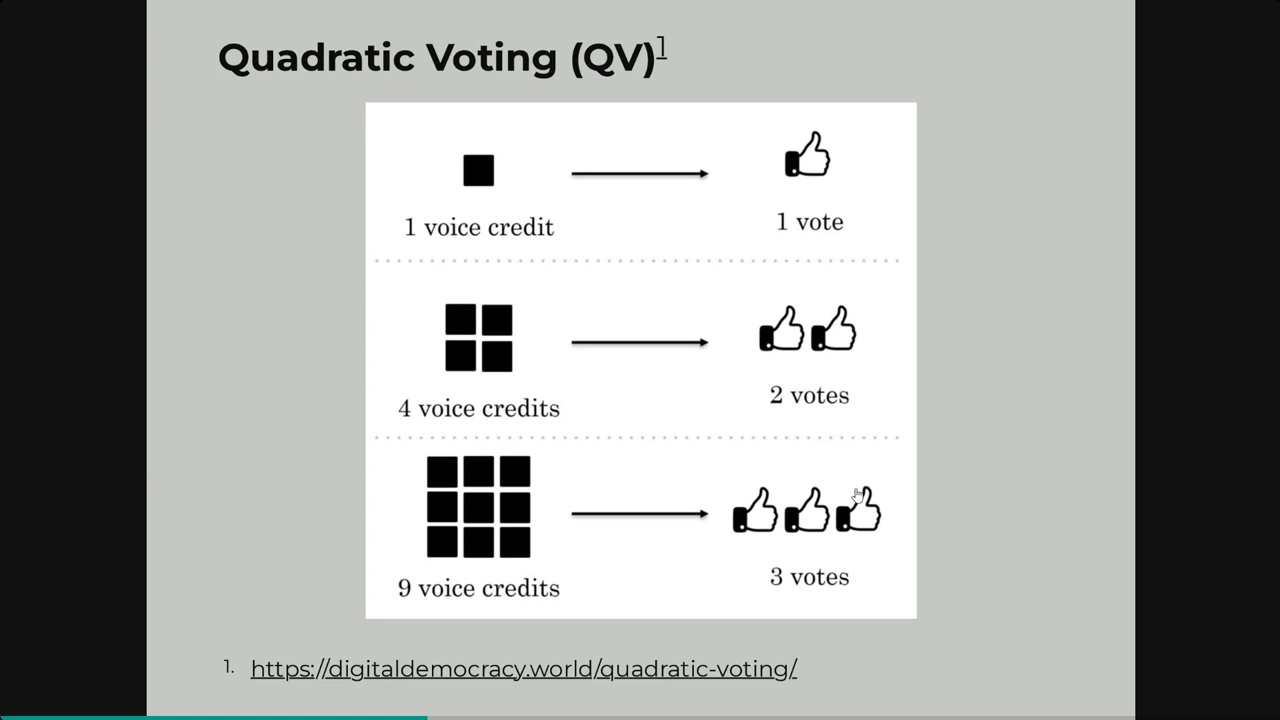 Quadratic Voting (QV)1
1 voice credit
1 vote
4 voice credits
2 votes
9 voice credits
3 votes
1. https://digitaldemocracy.world/quadratic-voting/